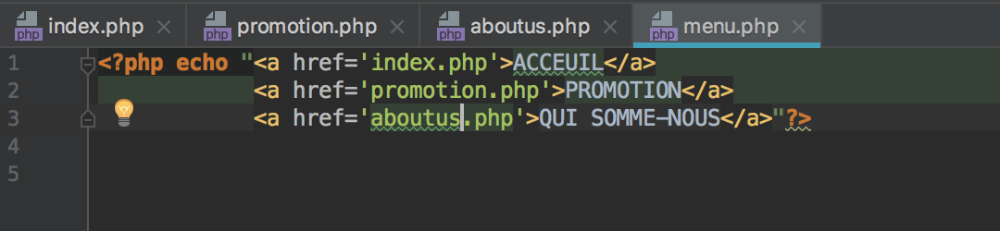 php index.php
php promotion.php
php aboutus.php
php menu.php
1 <?php echo "<a href='index.php'>ACCEUIL</a>
2 <a href='promotion.php'>PROMOTION</a>
3 <a href='aboutus.php'>QUI SOMME-NOUS</a>"?>
4
5